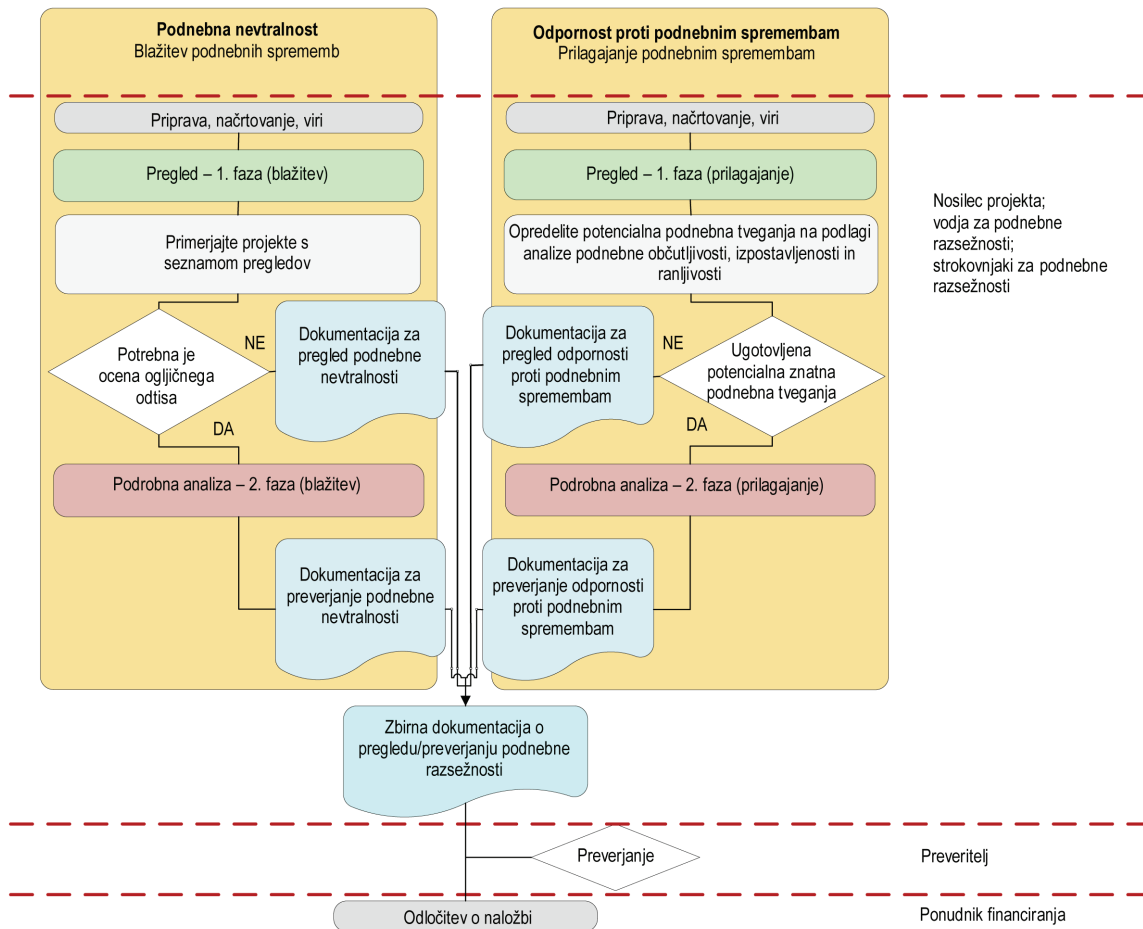 Podnebna nevtralnost
Blažitev podnebnih sprememb
Priprava, načrtovanje, viri
Pregled – 1. faza (blažitev)
Primerjajte projekte s
seznamom pregledov
Potrebna je
ocena ogljičnega
odtisa
NE
DA
Dokumentacija za
pregled podnebne
nevtralnosti
Podrobna analiza – 2. faza (blažitev)
Dokumentacija za
preverjanje podnebne
nevtralnosti
Odpornost proti podnebnim spremembam
Prilagajanje podnebnim spremembam
Priprava, načrtovanje, viri
Pregled – 1. faza (prilagajanje)
Opredelite potencialna podnebna tveganja na podlagi
analize podnebne občutljivosti, izpostavljenosti in
ranljivosti
Dokumentacija za
pregled odpornosti
proti podnebnim
spremembam
NE
Ugotovljena
potencialna znatna
podnebna tveganja
DA
Podrobna analiza – 2. faza (prilagajanje)
Dokumentacija za
preverjanje odpornosti
proti podnebnim
spremembam
Nosilec projekta;
vodja za podnebne
razsežnosti;
strokovnjaki za podnebne
razsežnosti
Zbirna dokumentacija o
pregledu/preverjanju podnebne
razsežnosti
Preverjanje
Preveritelj
Odločitev o naložbi
Ponudnik financiranja